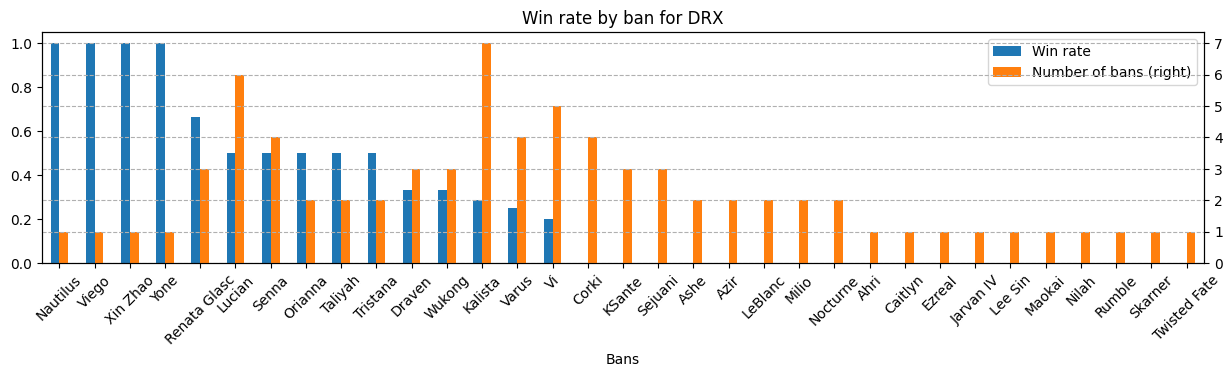 Win rate by ban for DRX
Win rate
Number of bans (right)
1.0
0.8
0.6
0.4
0.2
0.0
7
6
5
4
3
2
1
0
Nautilus
Viego
Xin Zhao
Yone
Renata Glasc
Lucian
Senna
Orianna
Taliyah
Tristana
Draven
Wukong
Kalista
Varus
Vi
Corki
KSante
Sejuani
Ashe
Azir
LeBlanc
Milio
Nocturne
Ahri
Caitlyn
Ezreal
Jarvan IV
Lee Sin
Maokai
Nilah
Rumble
Skarner
Twisted Fate
Bans